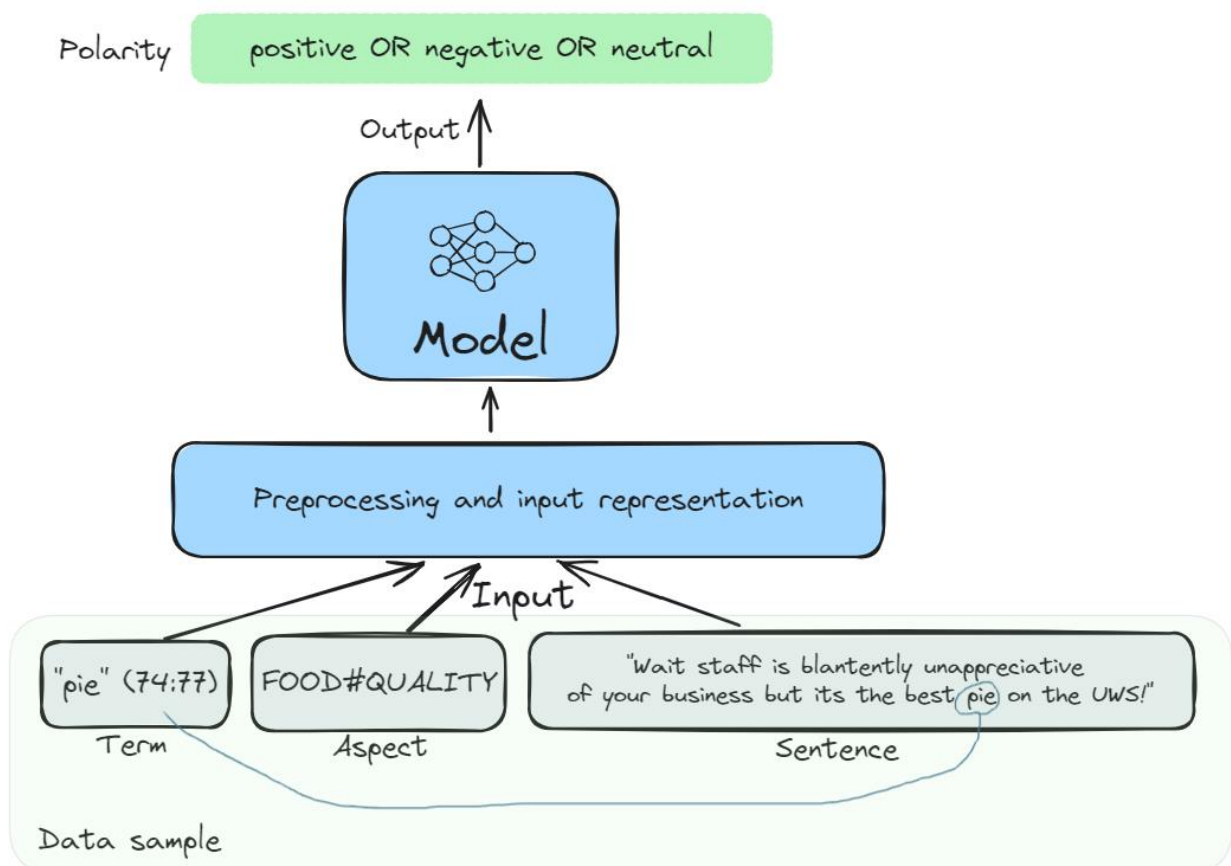 Polarity
positive OR negative OR neutral
Output
Model
Preprocessing and input representation
Input
"pie" (74:77)
Term
FOOD#QUALITY
Aspect
"Wait staff is blantently unappreciative
of your business but its the best pie on the UWS!"
Sentence
Data sample